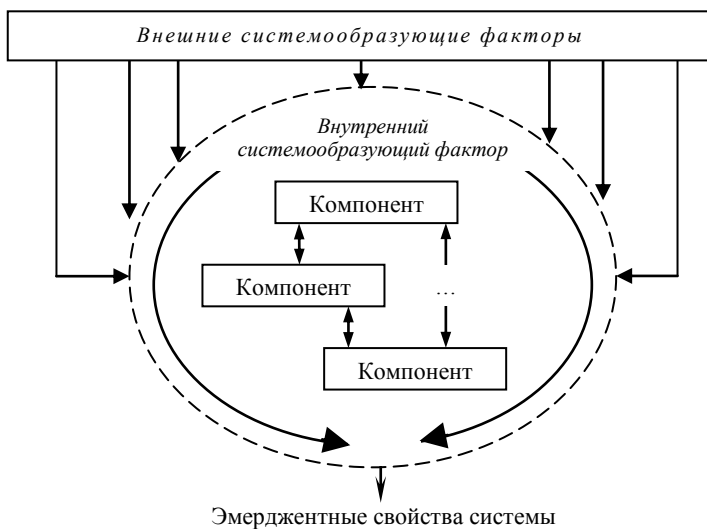 Внешние системообразующие факторы
Внутренний
системообразующий фактор
Компонент
Компонент
...
Компонент
Эмерджентные свойства системы